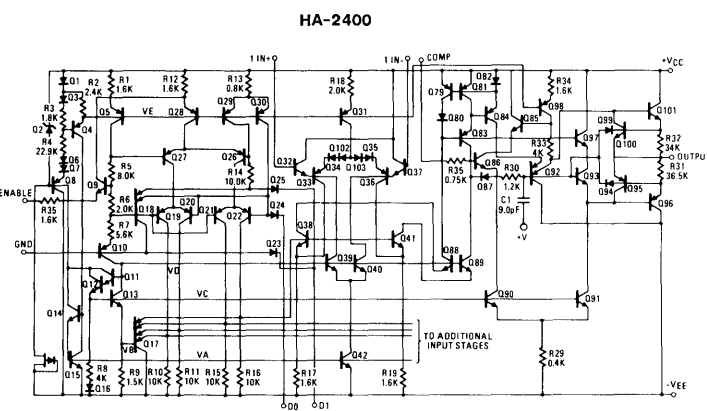 HA-2400
1 IN+
1 IN-
COMP
+VCC
Q1
Q3
R2
2.4K
R1
1.6K
R12
1.6K
R13
0.8K
Q30
Q29
R18
2.0K
Q79
Q81
Q82
R34
1.6K
R3
1.8K
Q2
R4
22.9K
Q4
Q5
VE
Q28
Q31
Q80
Q84
Q85
Q98
Q99
Q101
Q83
R33
4K
Q97
Q100
R32
34K
Q6
Q7
Q8
Q9
R5
8.0K
Q27
Q26
R14
10.0K
Q32
Q33
Q34
Q102
Q103
Q35
Q36
Q37
R35
0.75K
Q86
Q87
R30
1.2K
Q92
Q93
Q94
Q95
OUTPUT
R31
36.5K
Q96
ENABLE
R35
1.6K
R6
2.0K
R7
5.6K
Q18
Q19
Q20
Q21
Q22
Q25
Q24
C1
9.0pF
+V
GND
Q10
Q23
Q38
Q41
Q39
Q40
Q88
Q89
VD
Q11
Q12
Q13
VC
Q90
Q91
Q14
VB
Q17
TO ADDITIONAL
INPUT STAGES
VA
Q15
R8
4K
Q16
R9
1.5K
R10
10K
R11
10K
R15
10K
R16
10K
R17
1.6K
Q42
R19
1.6K
R29
0.4K
-VEE
D0
D1